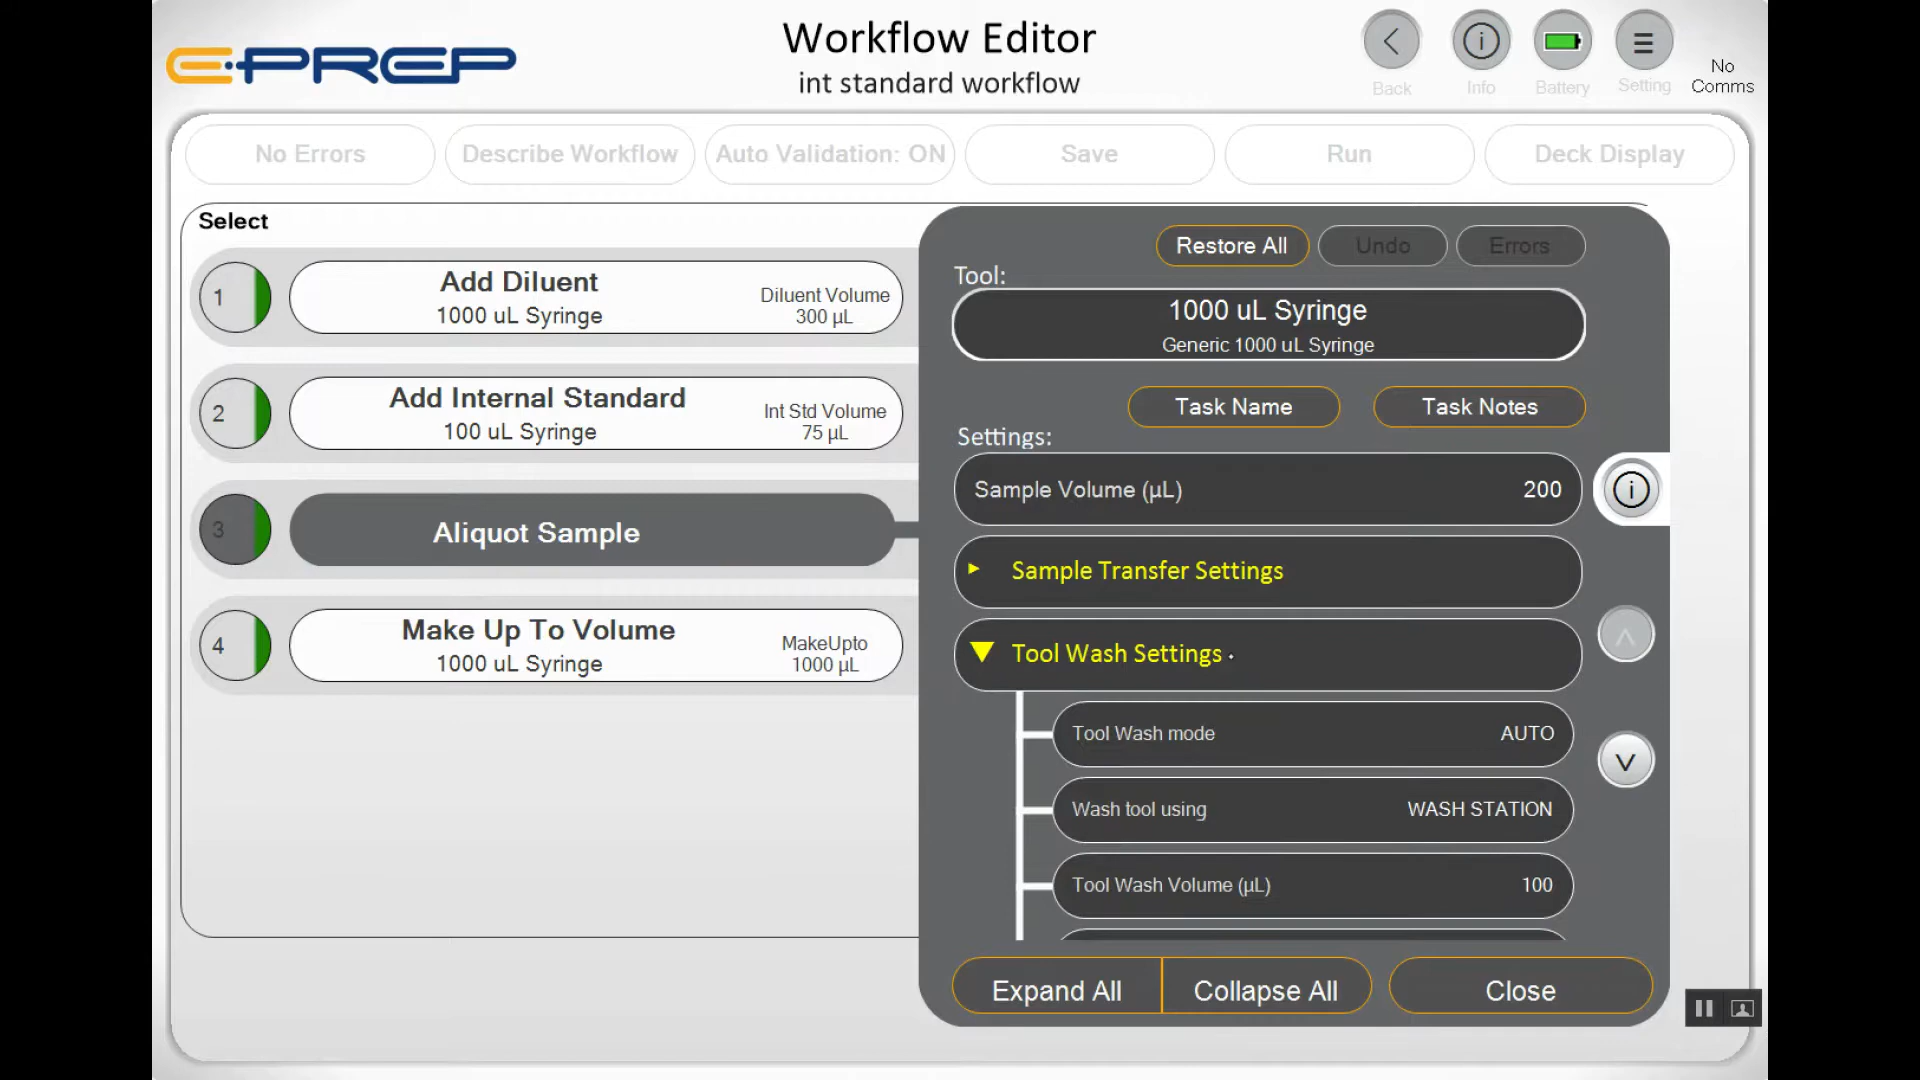 e·PREP
Workflow Editor
int standard workflow
Back
Info
Battery
Setting
No
Comms
No Errors
Describe Workflow
Auto Validation: ON
Save
Run
Deck Display
Select
1
Add Diluent
1000 uL Syringe
Diluent Volume
300 µL
2
Add Internal Standard
100 uL Syringe
Int Std Volume
75 µL
3
Aliquot Sample
4
Make Up To Volume
1000 uL Syringe
MakeUpto
1000 µL
Restore All
Undo
Errors
Tool:
1000 uL Syringe
Generic 1000 uL Syringe
Task Name
Task Notes
Settings:
Sample Volume (µL)
200
Sample Transfer Settings
Tool Wash Settings
Tool Wash mode
AUTO
Wash tool using
WASH STATION
Tool Wash Volume (µL)
100
Expand All
Collapse All
Close